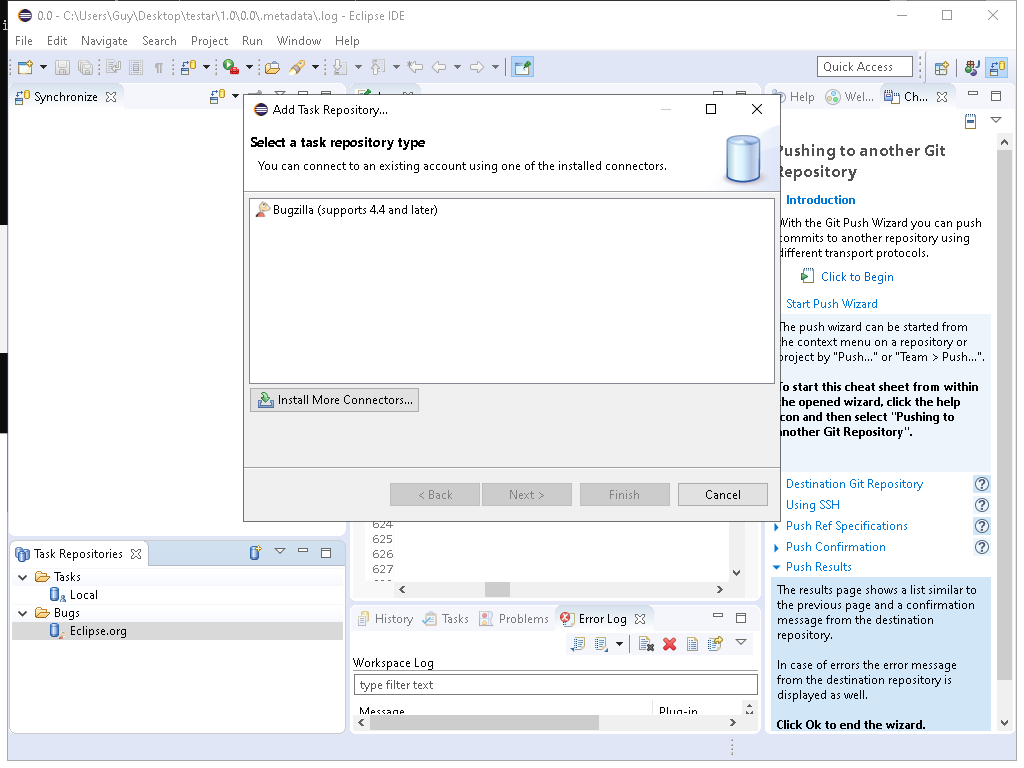 0.0 - C:\Users\Guy\Desktop\testar\1.0\0.0\.metadata\.log - Eclipse IDE
File Edit Navigate Search Project Run Window Help
Quick Access
Synchronize
Help Wel... Ch...
Add Task Repository...
Select a task repository type
You can connect to an existing account using one of the installed connectors.
Bugzilla (supports 4.4 and later)
Install More Connectors...
< Back Next > Finish Cancel
Pushing to another Git
Repository
Introduction
With the Git Push Wizard you can push
commits to another repository using
different transport protocols.
Click to Begin
Start Push Wizard
The push wizard can be started from
the context menu on a repository or
project by "Push..." or "Team > Push...".
To start this cheat sheet from within
the opened wizard, click the help
icon and then select "Pushing to
another Git Repository".
Destination Git Repository
Using SSH
Push Ref Specifications
Push Confirmation
Push Results
The results page shows a list similar to
the previous page and a confirmation
message from the destination
repository.
In case of errors the error message
from the destination repository is
displayed as well.
Click Ok to end the wizard.
624
625
626
627
Task Repositories
Tasks
Local
Bugs
Eclipse.org
History Tasks Problems Error Log
Workspace Log
type filter text
Message Plug-in